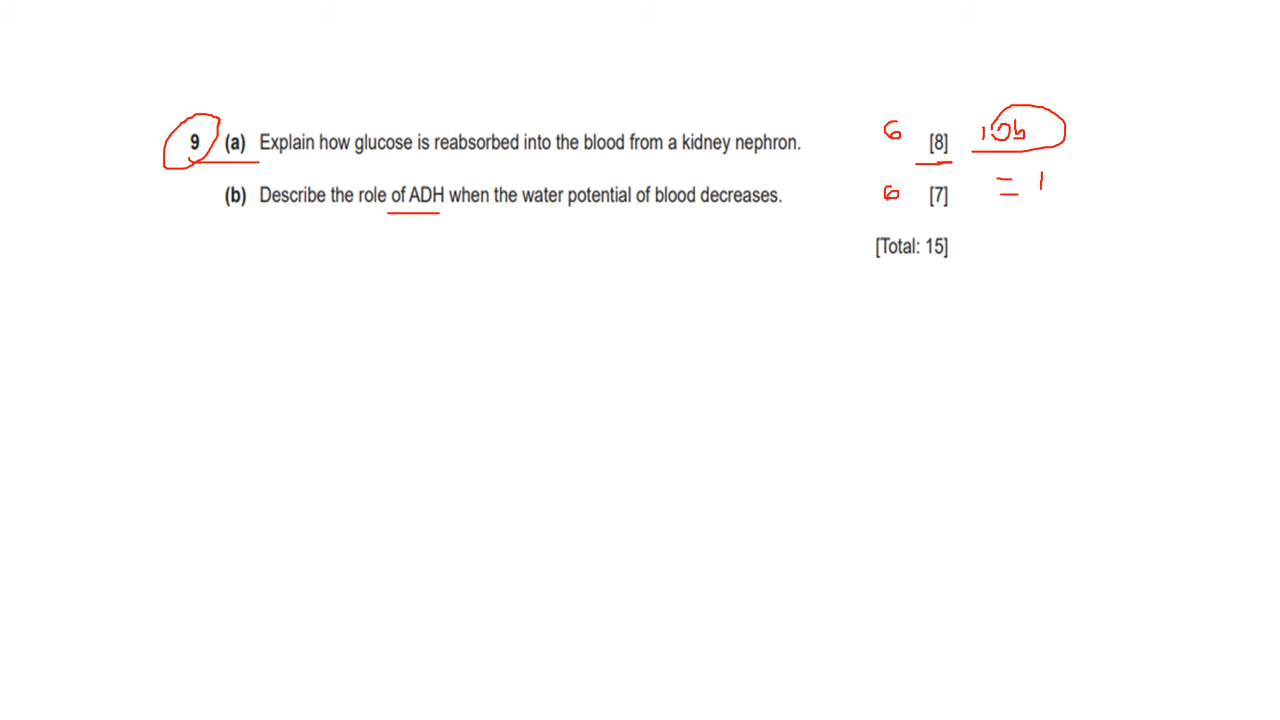 9 (a) Explain how glucose is reabsorbed into the blood from a kidney nephron. 6 [8]
(b) Describe the role of ADH when the water potential of blood decreases. 6 [7] = 1
[Total: 15]